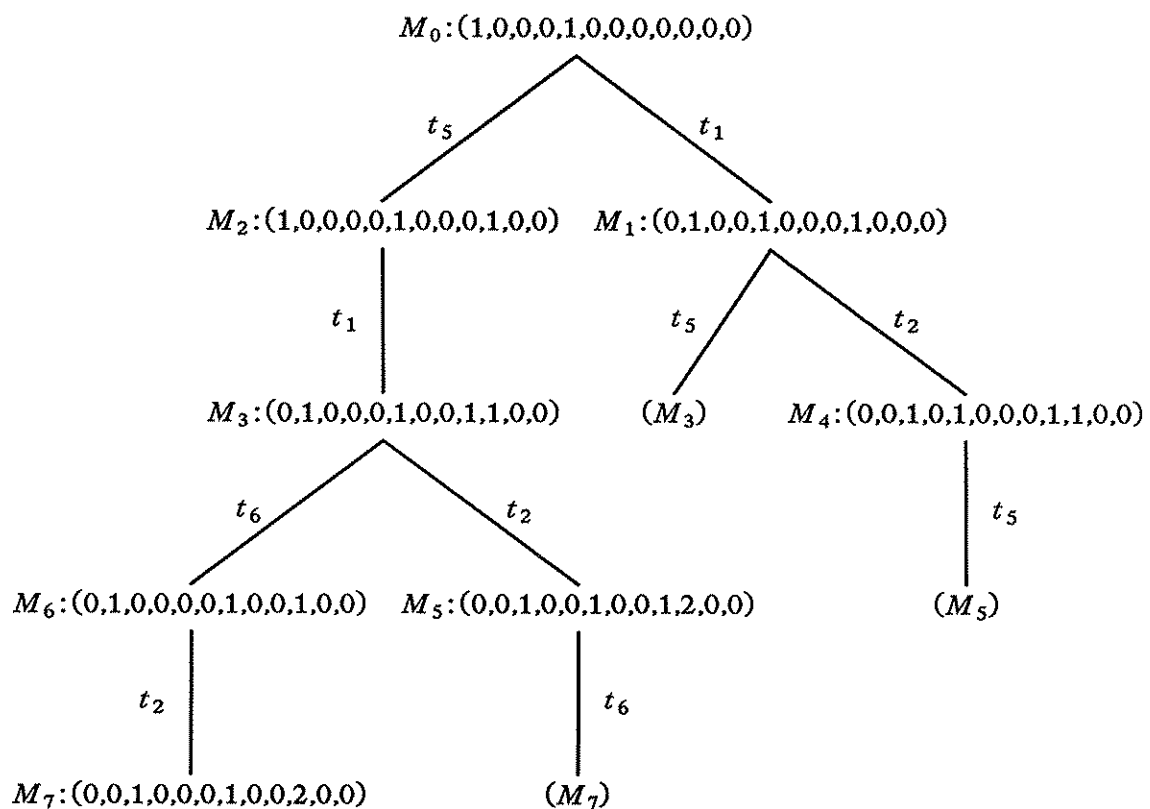 M₀:(1,0,0,0,1,0,0,0,0,0,0,0)
t₅ t₁
M₂:(1,0,0,0,0,1,0,0,0,1,0,0) M₁:(0,1,0,0,1,0,0,0,1,0,0,0)
t₁ t₅ t₂
M₃:(0,1,0,0,0,1,0,0,1,1,0,0) (M₃) M₄:(0,0,1,0,1,0,0,0,1,1,0,0)
t₆ t₂ t₅
M₆:(0,1,0,0,0,0,1,0,0,1,0,0) M₅:(0,0,1,0,0,1,0,0,1,2,0,0) (M₅)
t₂ t₆
M₇:(0,0,1,0,0,0,1,0,0,2,0,0) (M₇)